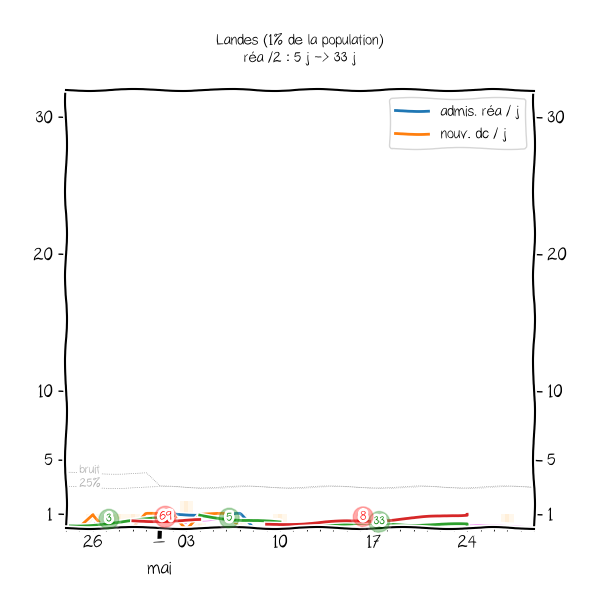 Landes (1% de la population)
réa /2 : 5 j -> 33 j
admis. réa / j
nouv. dc / j
30 30
20 20
10 10
5 5
bruit
25%
1 1
3 69 5 8 33
26 03 10 17 24
mai